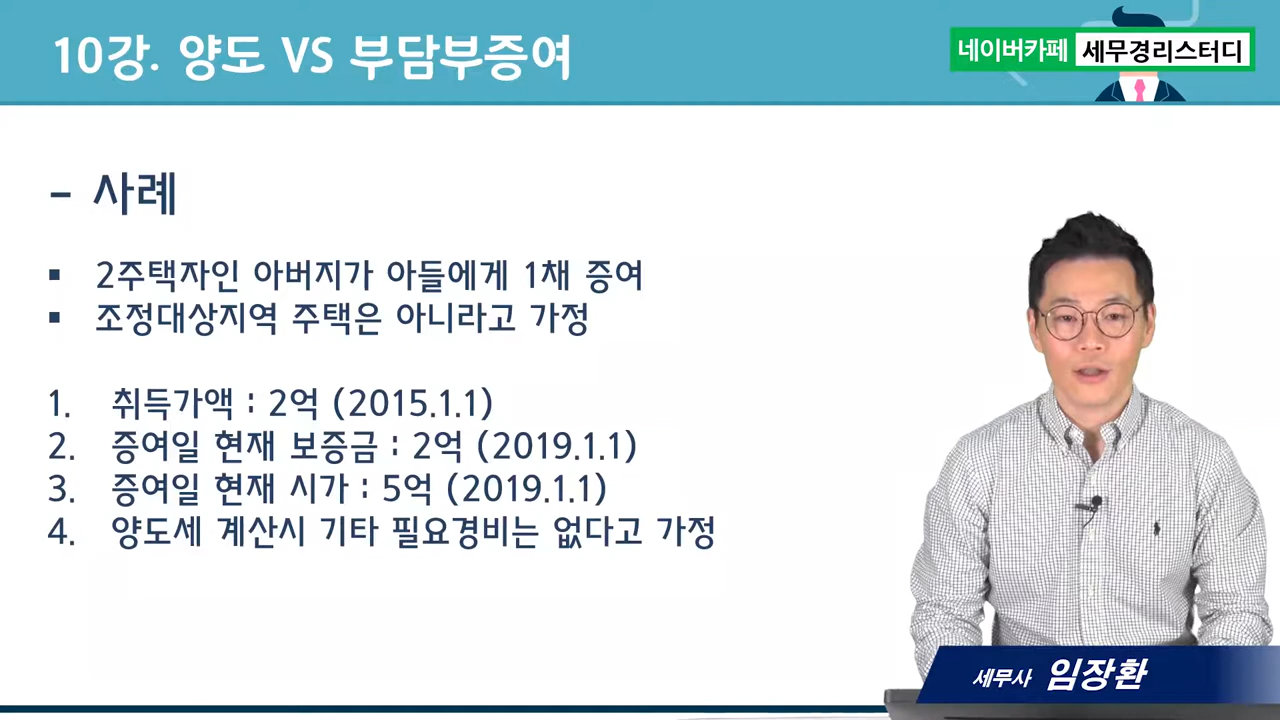 10강. 양도 VS 부담부증여
네이버카페 세무경리스터디
- 사례
▪ 2주택자인 아버지가 아들에게 1채 증여
▪ 조정대상지역 주택은 아니라고 가정
1. 취득가액 : 2억 (2015.1.1)
2. 증여일 현재 보증금 : 2억 (2019.1.1)
3. 증여일 현재 시가 : 5억 (2019.1.1)
4. 양도세 계산시 기타 필요경비는 없다고 가정
세무사 임장환